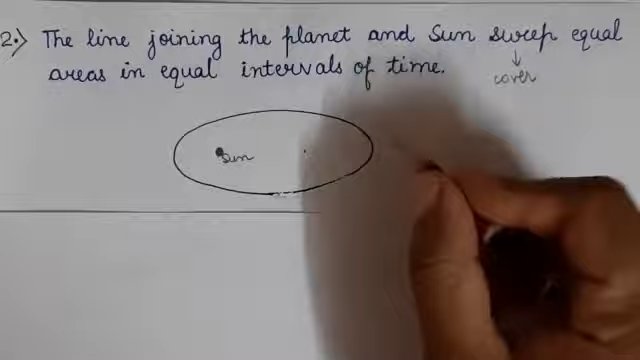 2.) The line joining the planet and Sun sweep equal
areas in equal intervals of time.
cover
Sun